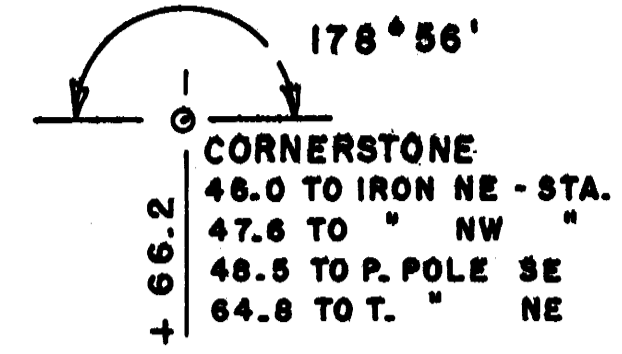 178°56'
CORNERSTONE
46.0 TO IRON NE - STA.
47.6 TO " NW "
48.5 TO P. POLE SE
64.8 TO T. " NE
+ 66.2